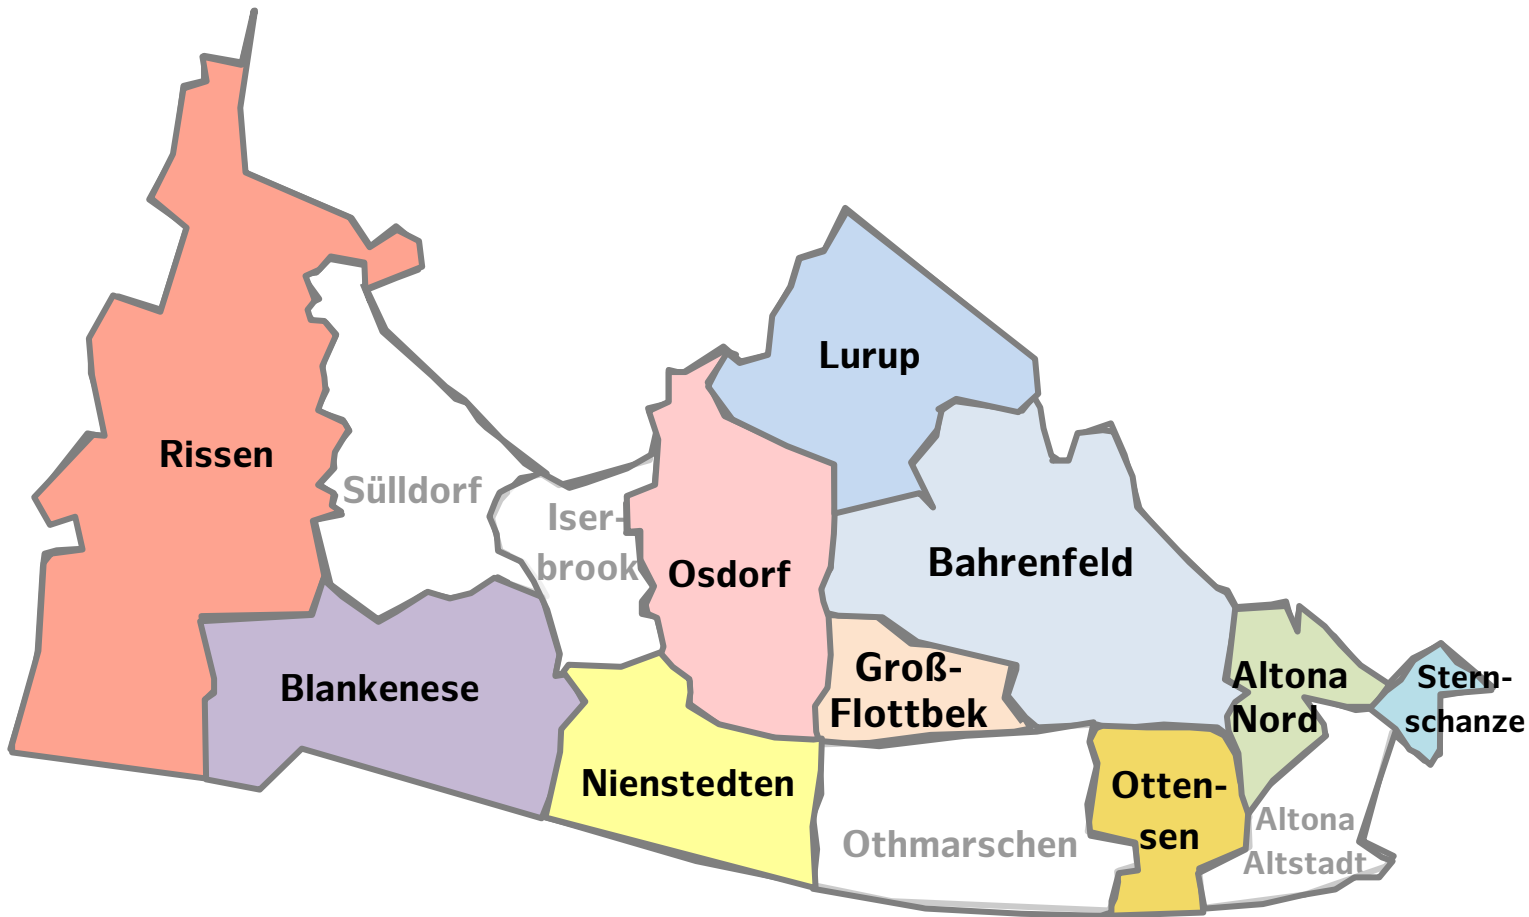 Lurup
Rissen
Sülldorf
Iser-
brook
Osdorf
Bahrenfeld
Blankenese
Groß-
Flottbek
Altona
Nord
Stern-
schanze
Nienstedten
Othmarschen
Otten-
sen
Altona
Altstadt